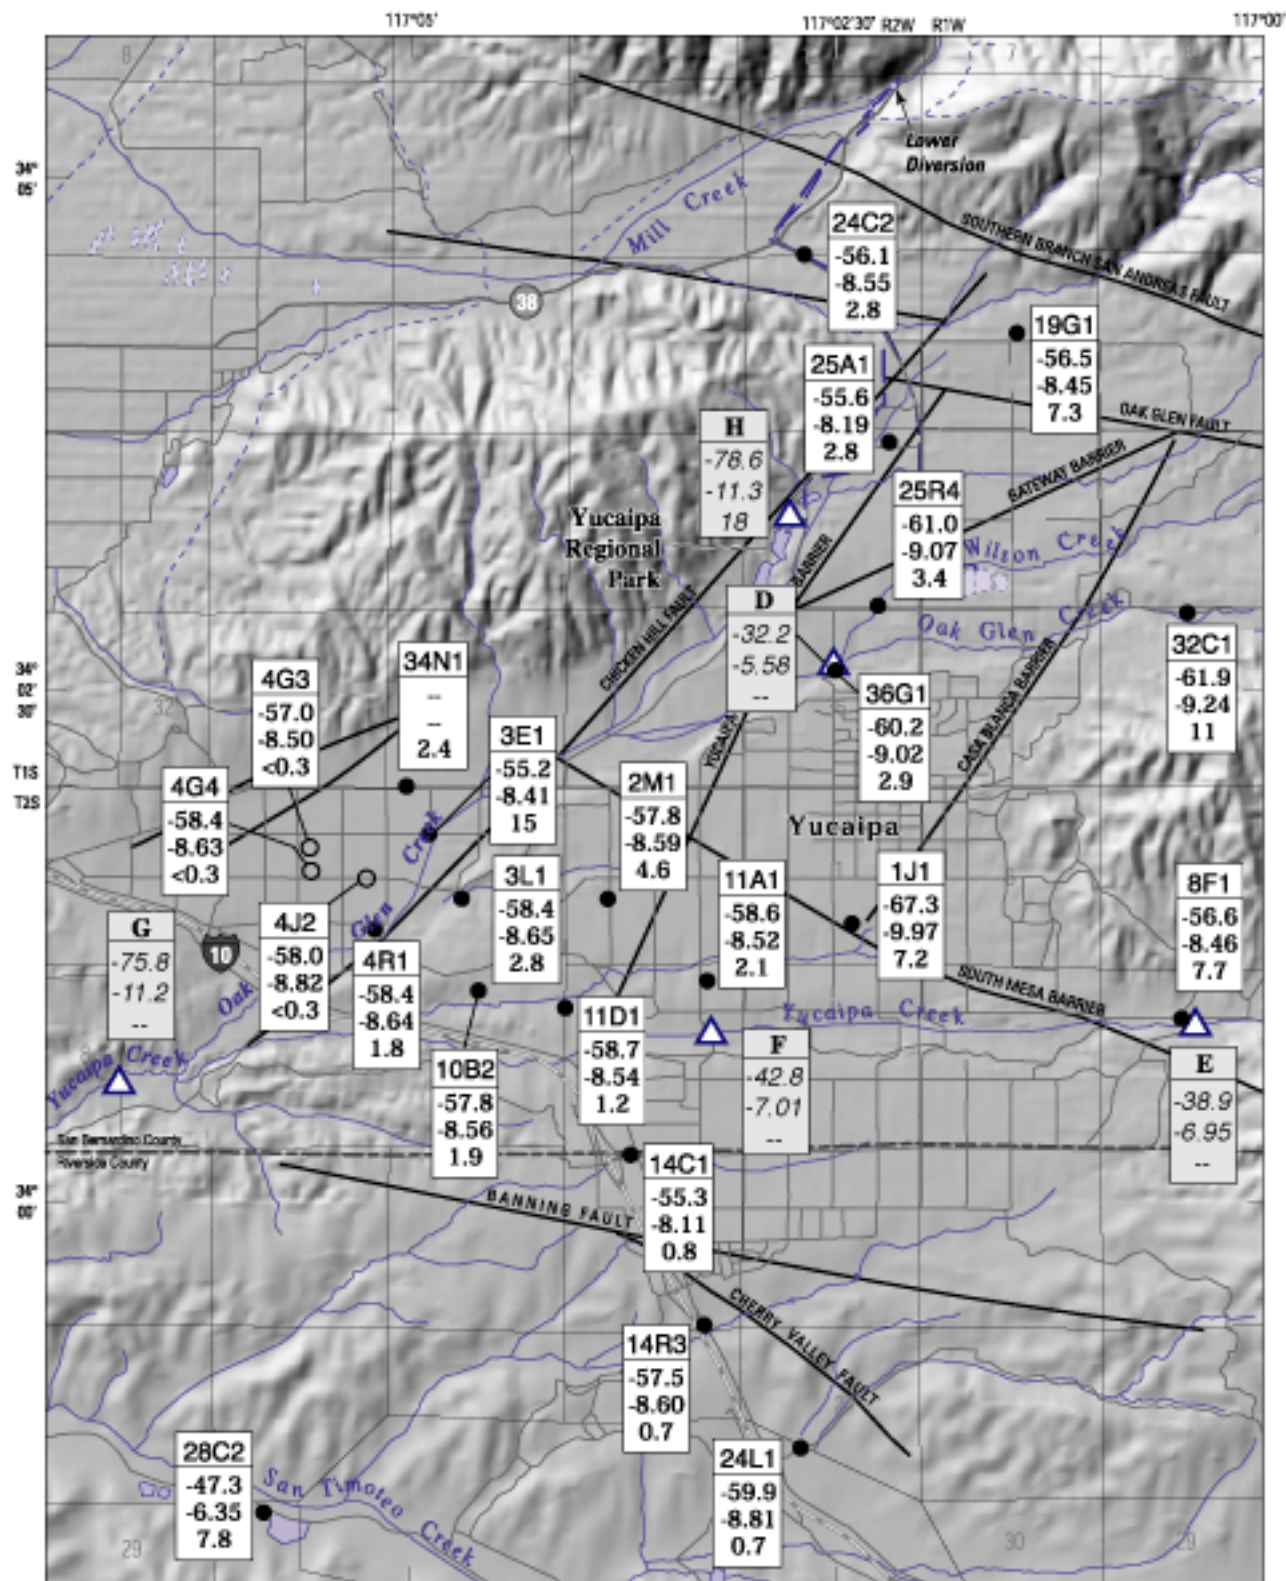 117°05'
117°02'30" R2W R1W
117°00'
8
7
34°
05'
Lower
Diversion
Mill Creek
38
SOUTHERN BRANCH SAN ANDREAS FAULT
24C2
-56.1
-8.55
2.8
19G1
-56.5
-8.45
7.3
25A1
-55.6
-8.19
2.8
OAK GLEN FAULT
GATEWAY BARRIER
H
-78.6
-11.3
18
25R4
-61.0
-9.07
3.4
Yucaipa
Regional
Park
Wilson Creek
Oak Glen Creek
YUCAIPA BARRIER
CHICKEN HILL FAULT
CASA BLANCA BARRIER
D
-32.2
-5.58
--
32C1
-61.9
-9.24
11
34°
02'
30"
32
4G3
-57.0
-8.50
<0.3
34N1
--
--
2.4
36G1
-60.2
-9.02
2.9
3E1
-55.2
-8.41
15
T1S
T2S
4G4
-58.4
-8.63
<0.3
2M1
-57.8
-8.59
4.6
Yucaipa
3L1
-58.4
-8.65
2.8
11A1
-58.6
-8.52
2.1
1J1
-67.3
-9.97
7.2
8F1
-56.6
-8.46
7.7
G
-75.8
-11.2
--
10
4J2
-58.0
-8.82
<0.3
Oak Glen Creek
4R1
-58.4
-8.64
1.8
SOUTH MESA BARRIER
Yucaipa Creek
11D1
-58.7
-8.54
1.2
Yucaipa Creek
10B2
-57.8
-8.56
1.9
F
-42.8
-7.01
--
E
-38.9
-6.95
--
San Bernardino County
Riverside County
14C1
-55.3
-8.11
0.8
34°
00'
BANNING FAULT
CHERRY VALLEY FAULT
14R3
-57.5
-8.60
0.7
28C2
-47.3
-6.35
7.8
San Timoteo Creek
24L1
-59.9
-8.81
0.7
29
30
29